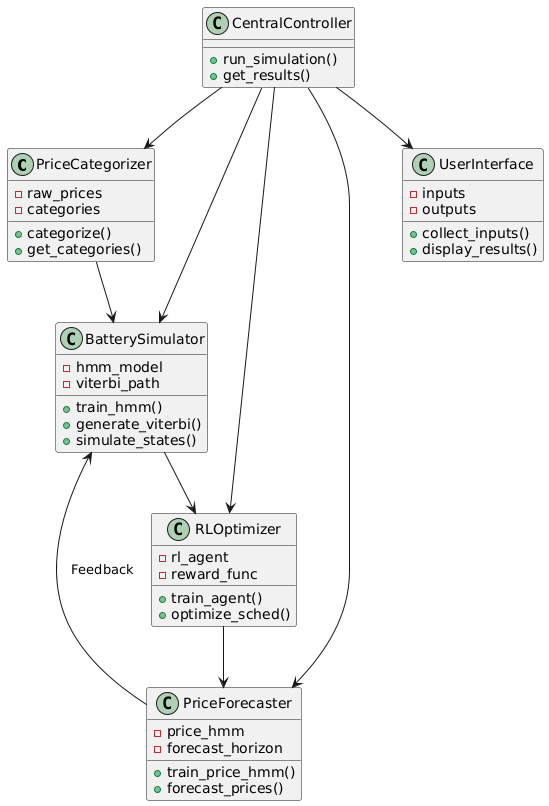 C CentralController
run_simulation()
get_results()
C PriceCategorizer
raw_prices
categories
categorize()
get_categories()
C UserInterface
inputs
outputs
collect_inputs()
display_results()
C BatterySimulator
hmm_model
viterbi_path
train_hmm()
generate_viterbi()
simulate_states()
C RLOptimizer
rl_agent
reward_func
train_agent()
optimize_sched()
Feedback
C PriceForecaster
price_hmm
forecast_horizon
train_price_hmm()
forecast_prices()